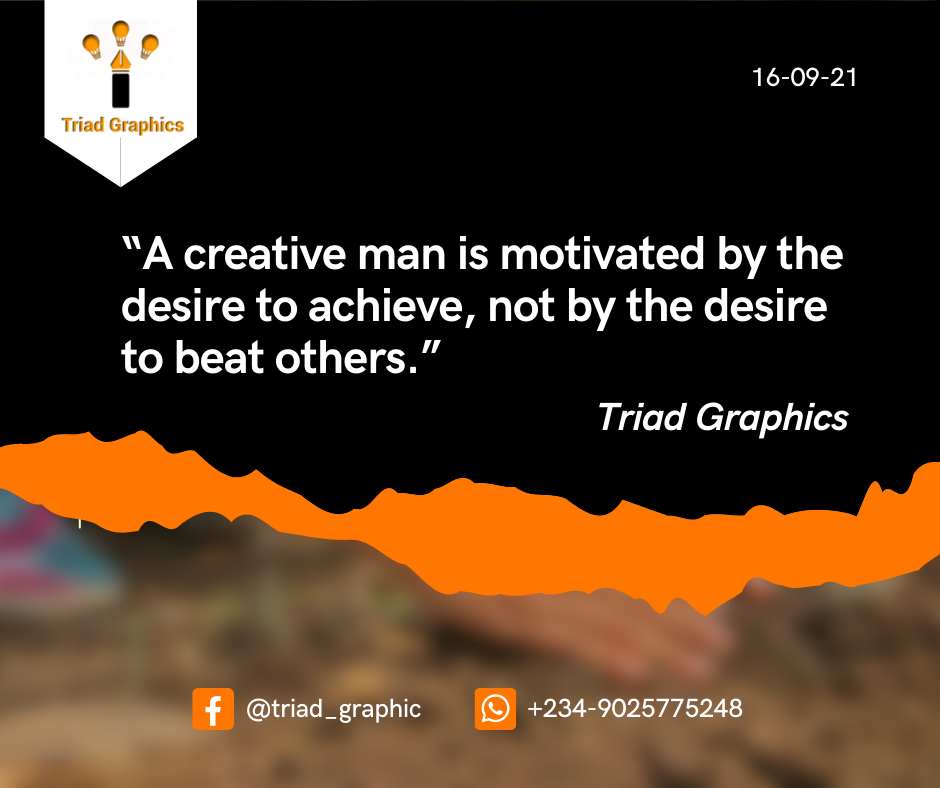 Triad Graphics
16-09-21
“A creative man is motivated by the
desire to achieve, not by the desire
to beat others.”
Triad Graphics
@triad_graphic
+234-9025775248